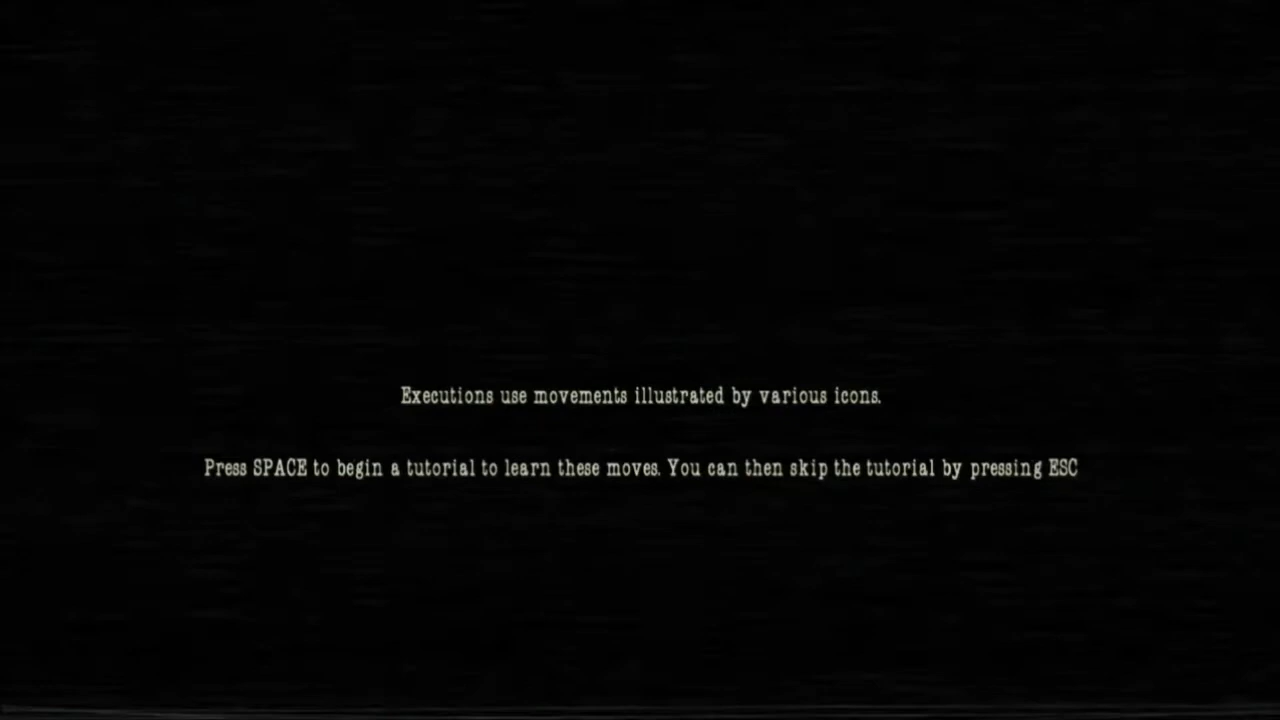 Executions use movements illustrated by various icons.
Press SPACE to begin a tutorial to learn these moves. You can then skip the tutorial by pressing ESC